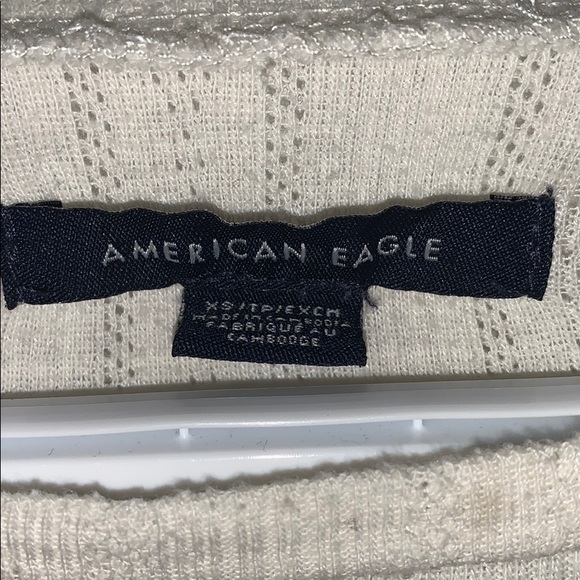 AMERICAN EAGLE
XS/TP/EXCH
MADE IN CAMBODIA
FABRIQUE AU
CAMBODGE